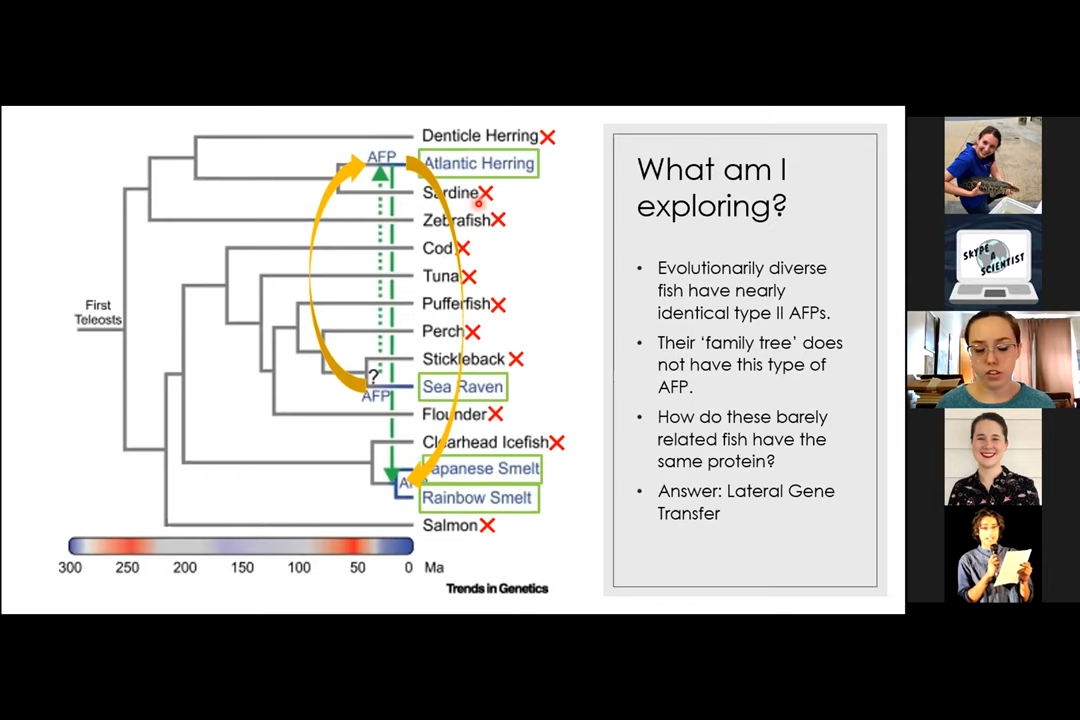 Denticle Herring
AFP
Atlantic Herring
Sardine
Zebrafish
Cod
Tuna
First
Teleosts
Pufferfish
Perch
Stickleback
?
Sea Raven
AFP
Flounder
Clearhead Icefish
Japanese Smelt
Rainbow Smelt
Salmon
300 250 200 150 100 50 0 Ma
Trends in Genetics
What am I
exploring?
• Evolutionarily diverse
fish have nearly
identical type II AFPs.
• Their ‘family tree’ does
not have this type of
AFP.
• How do these barely
related fish have the
same protein?
• Answer: Lateral Gene
Transfer
SKYPE
A
SCIENTIST